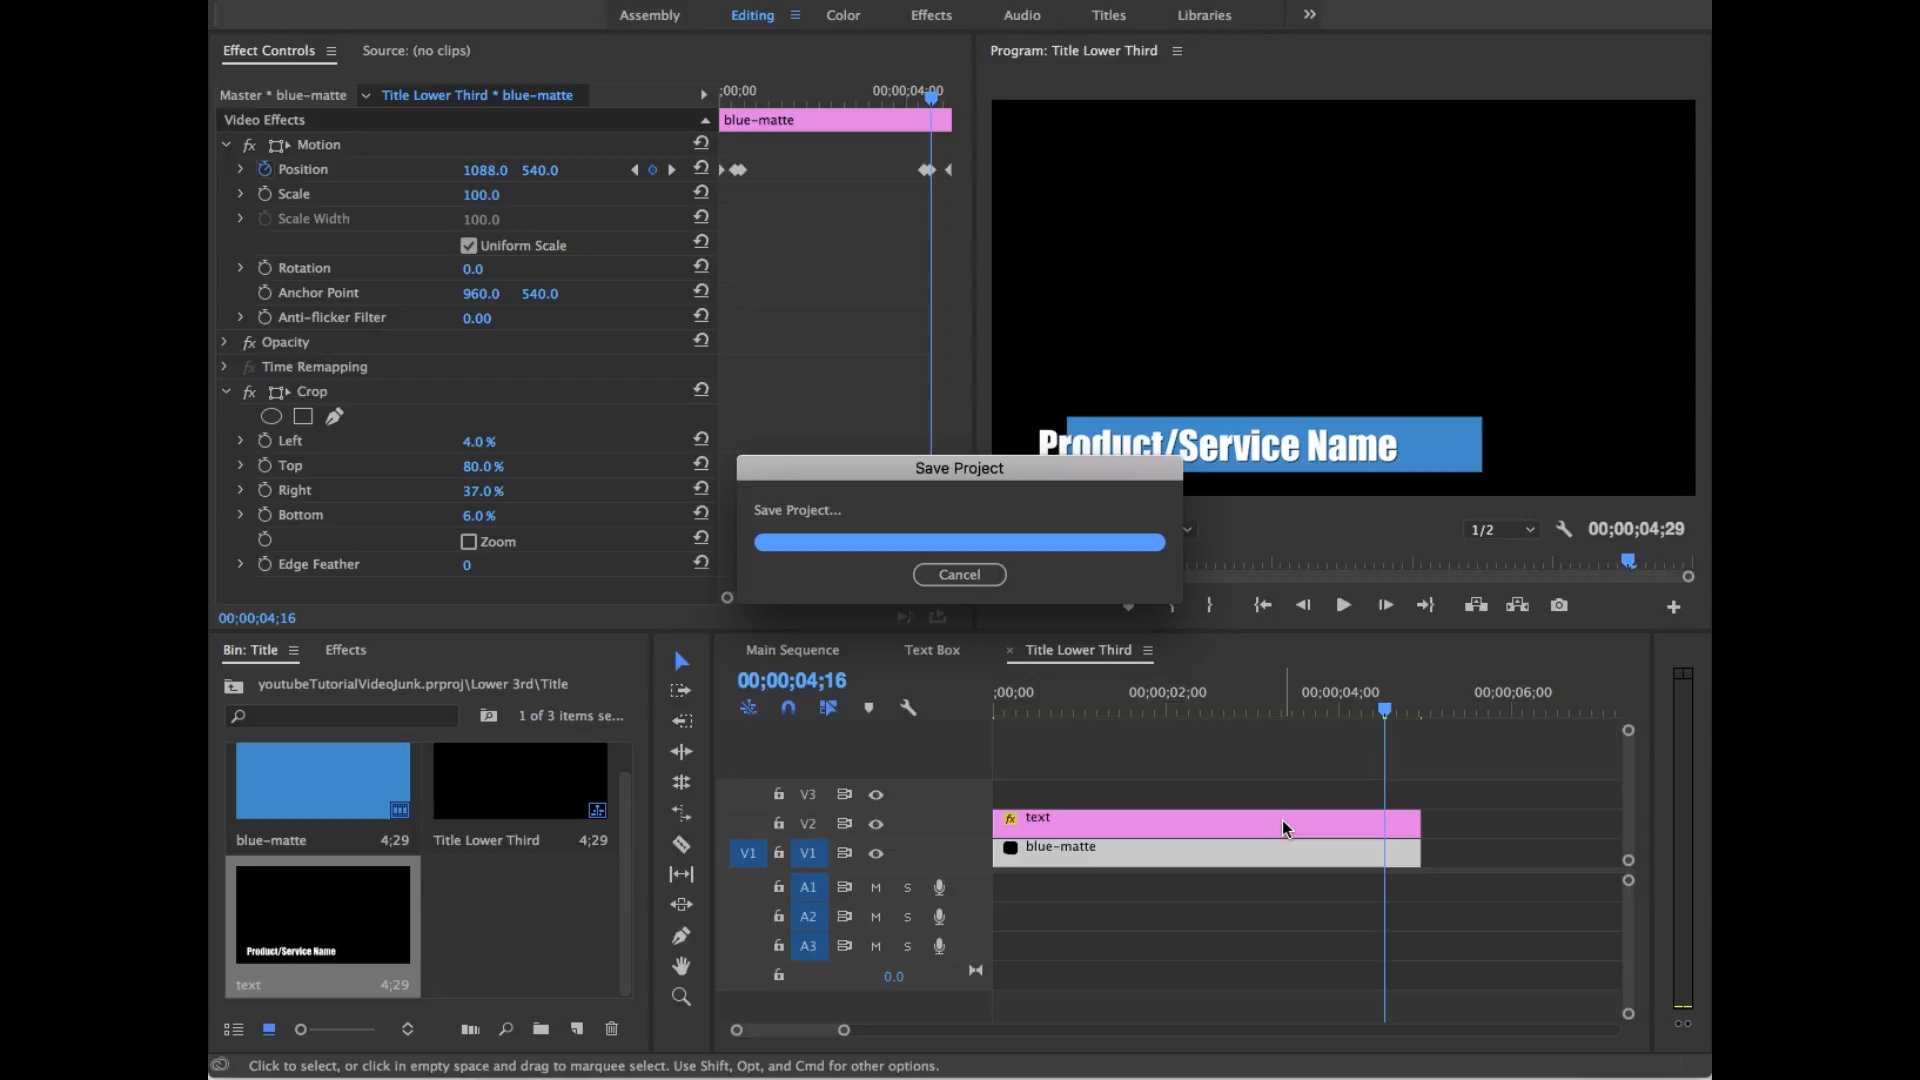 Assembly Editing Color Effects Audio Titles Libraries
Effect Controls Source: (no clips)
Program: Title Lower Third
Master * blue-matte Title Lower Third * blue-matte
;00;00 00;00;04;00
Video Effects
blue-matte
fx Motion
Position 1088.0 540.0
Scale 100.0
Scale Width 100.0
Uniform Scale
Rotation 0.0
Anchor Point 960.0 540.0
Anti-flicker Filter 0.00
fx Opacity
fx Time Remapping
fx Crop
Left 4.0 %
Top 80.0 %
Right 37.0 %
Bottom 6.0 %
Zoom
Edge Feather 0
00;00;04;16
Product/Service Name
Save Project
Save Project...
Cancel
1/2 00;00;04;29
Bin: Title Effects
youtubeTutorialVideoJunk.prproj\Lower 3rd\Title
1 of 3 items se...
blue-matte 4;29
Title Lower Third 4;29
Product/Service Name
text 4;29
Main Sequence Text Box × Title Lower Third
00;00;04;16
;00;00 00;00;02;00 00;00;04;00 00;00;06;00
V3
V2
fx text
V1 V1
blue-matte
A1 M S
A2 M S
A3 M S
0.0
Click to select, or click in empty space and drag to marquee select. Use Shift, Opt, and Cmd for other options.